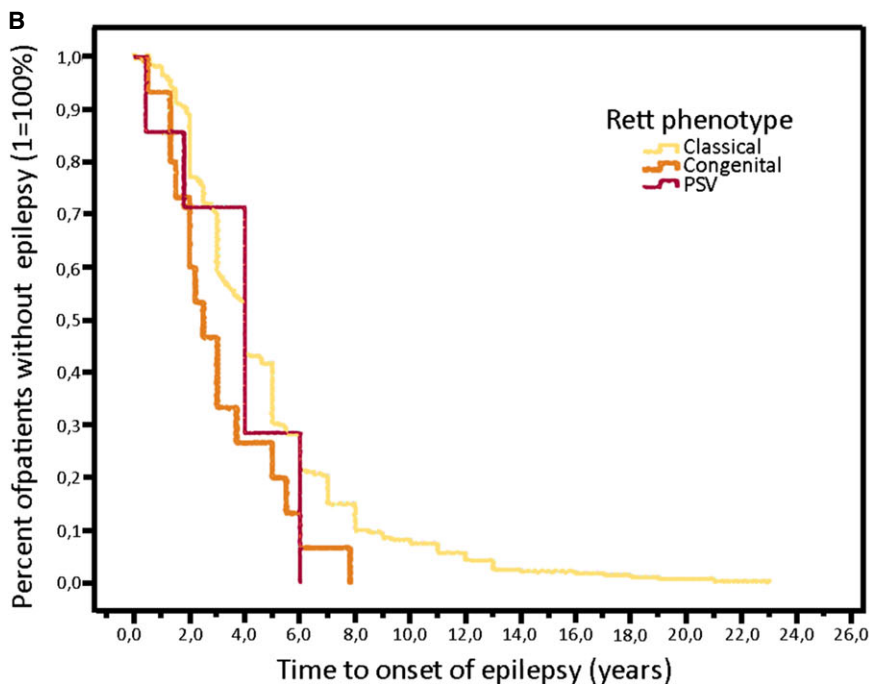 B
Percent ofpatients without epilepsy (1=100%)
1,0
0,9
0,8
0,7
0,6
0,5
0,4
0,3
0,2
0,1
0,0
Rett phenotype
Classical
Congenital
PSV
0,0 2,0 4,0 6,0 8,0 10,0 12,0 14,0 16,0 18,0 20,0 22,0 24,0 26,0
Time to onset of epilepsy (years)